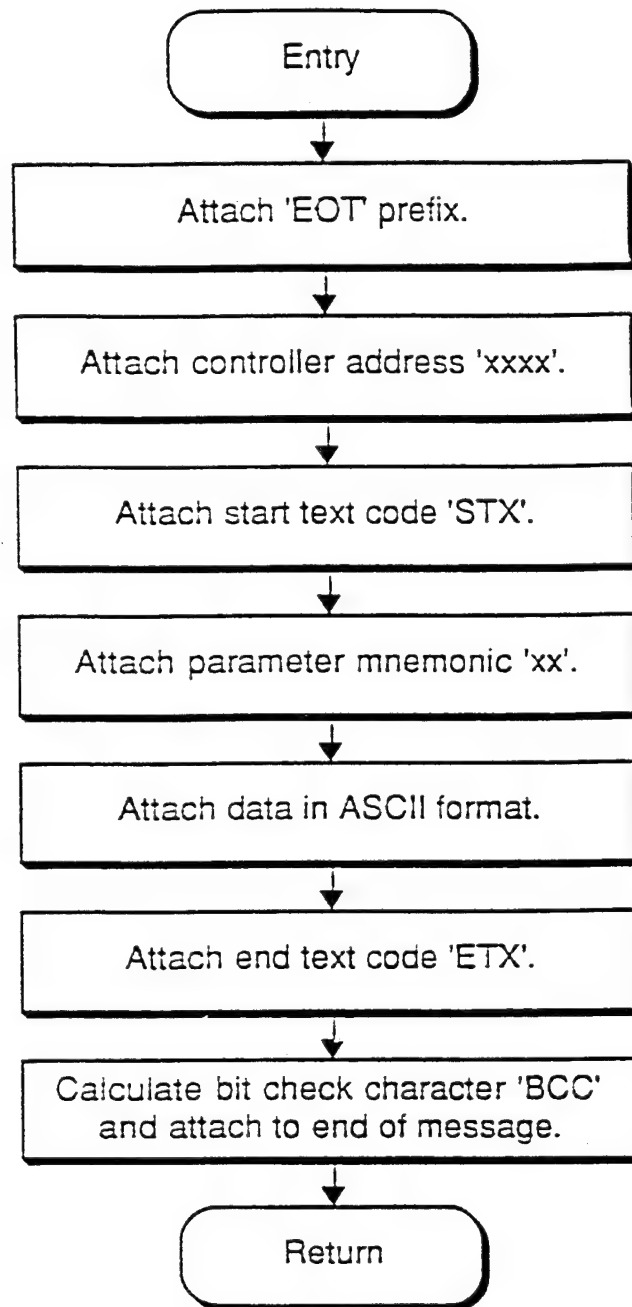 Entry
Attach 'EOT' prefix.
Attach controller address 'xxxx'.
Attach start text code 'STX'.
Attach parameter mnemonic 'xx'.
Attach data in ASCII format.
Attach end text code 'ETX'.
Calculate bit check character 'BCC'
and attach to end of message.
Return